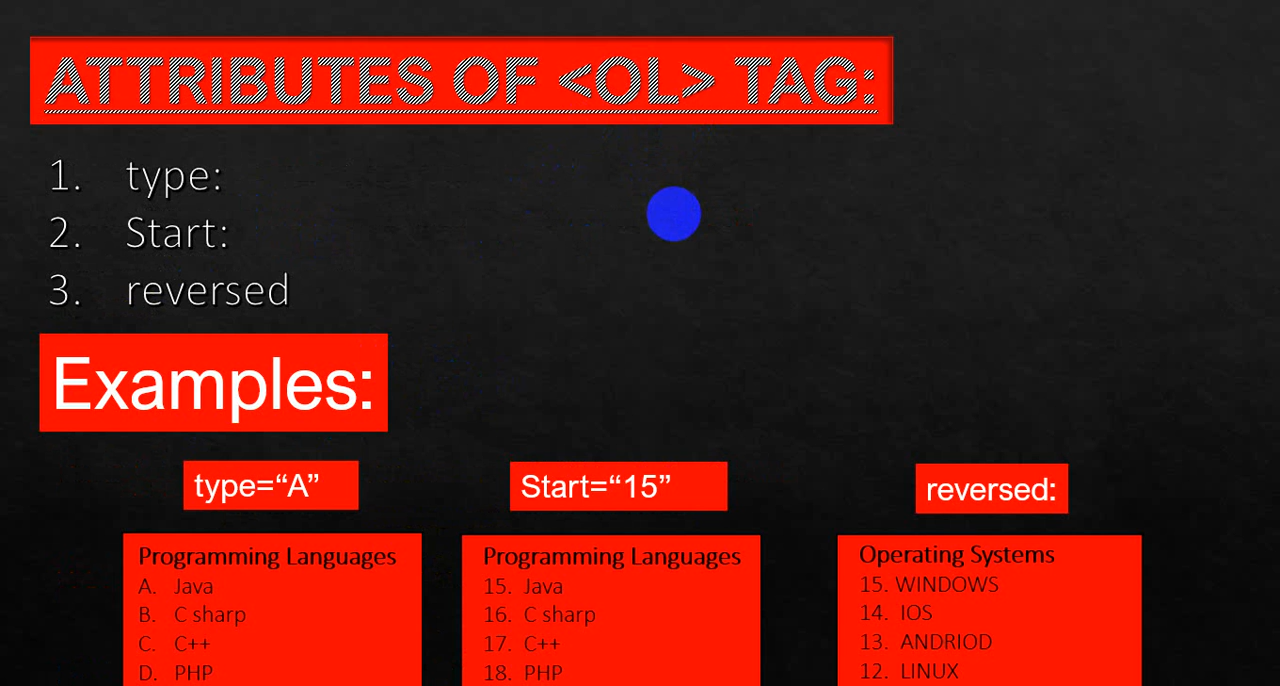 ATTRIBUTES OF <OL> TAG:
1. type:
2. Start:
3. reversed
Examples:
type=“A”
Programming Languages
A. Java
B. C sharp
C. C++
D. PHP
Start=“15”
Programming Languages
15. Java
16. C sharp
17. C++
18. PHP
reversed:
Operating Systems
15. WINDOWS
14. IOS
13. ANDRIOD
12. LINUX